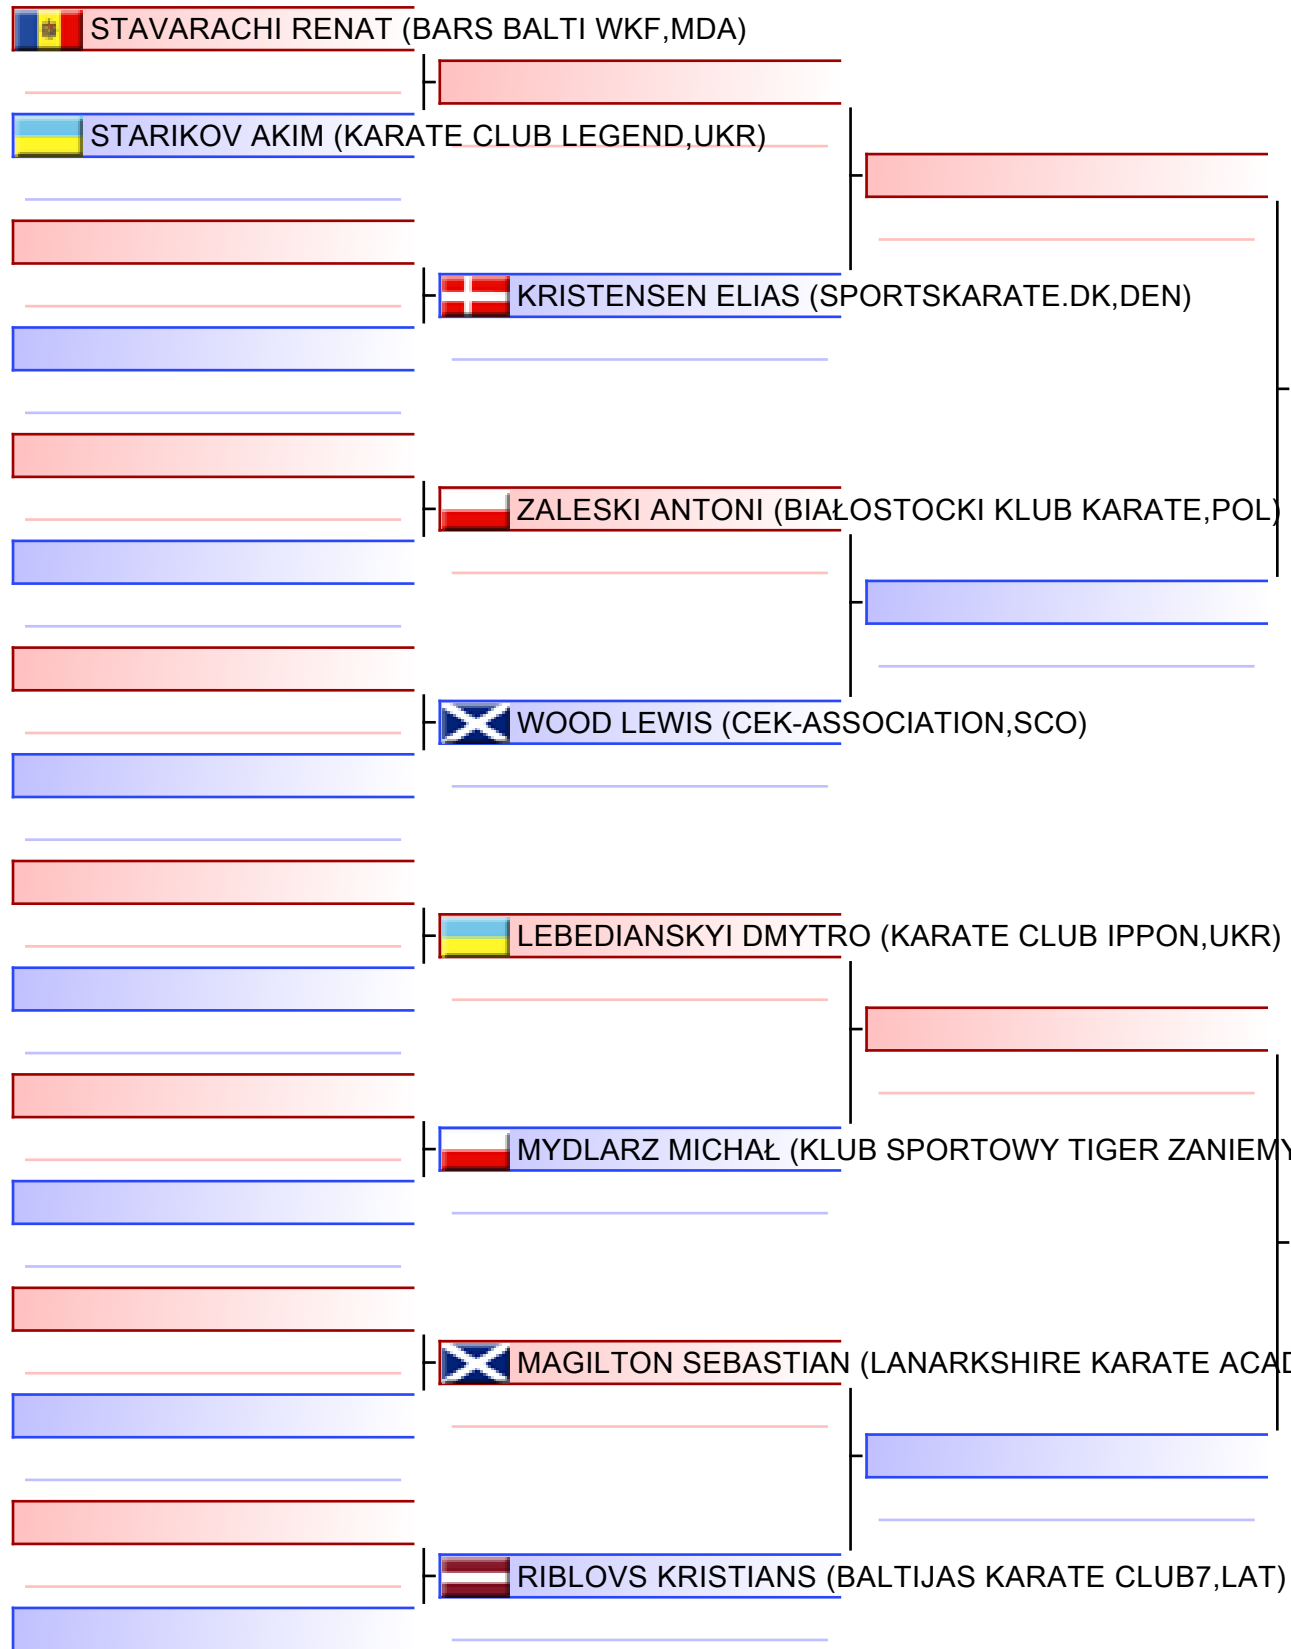 STAVARACHI RENAT (BARS BALTI WKF,MDA)
STARIKOV AKIM (KARATE CLUB LEGEND,UKR)
KRISTENSEN ELIAS (SPORTSKARATE.DK,DEN)
ZALESKI ANTONI (BIAŁOSTOCKI KLUB KARATE,POL)
WOOD LEWIS (CEK-ASSOCIATION,SCO)
LEBEDIANSKYI DMYTRO (KARATE CLUB IPPON,UKR)
MYDLARZ MICHAŁ (KLUB SPORTOWY TIGER ZANIEMY
MAGILTON SEBASTIAN (LANARKSHIRE KARATE ACAD
RIBLOVS KRISTIANS (BALTIJAS KARATE CLUB7,LAT)